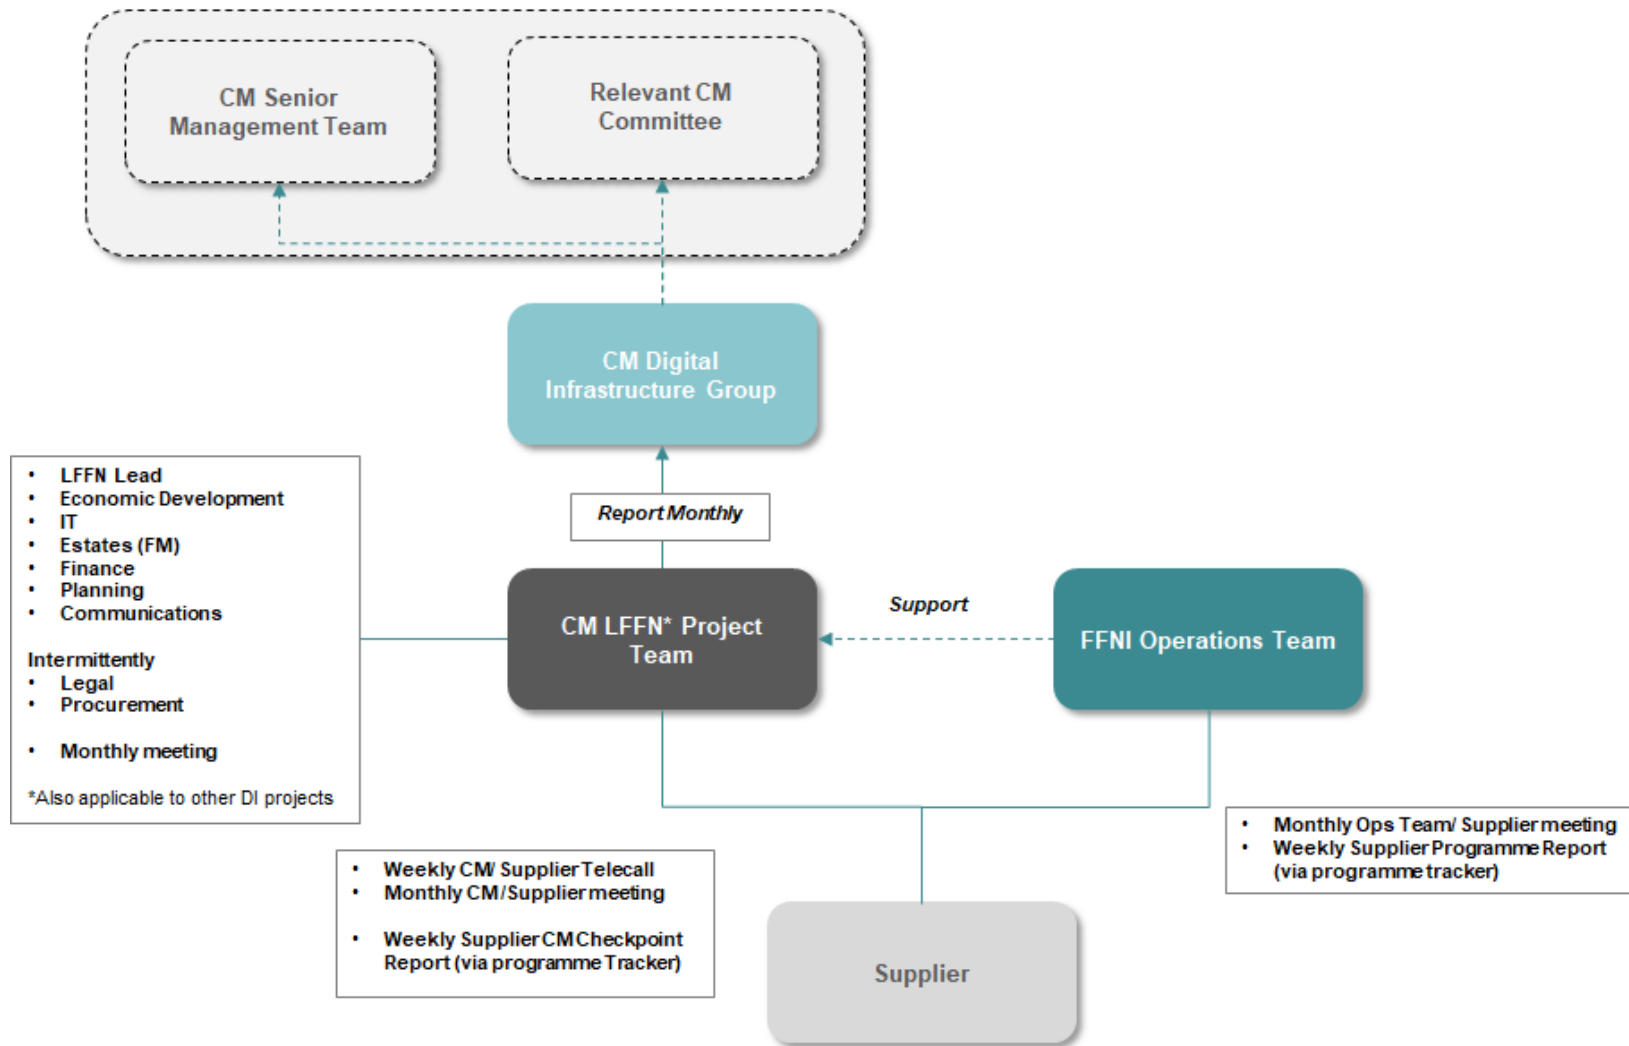 CM Senior
Management Team
Relevant CM
Committee
CM Digital
Infrastructure Group
• LFFN Lead
• Economic Development
• IT
• Estates (FM)
• Finance
• Planning
• Communications
Intermittently
• Legal
• Procurement
• Monthly meeting
*Also applicable to other DI projects
Report Monthly
CM LFFN* Project
Team
Support
FFNI Operations Team
• Weekly CM/ Supplier Telecall
• Monthly CM/Supplier meeting
• Weekly Supplier CM Checkpoint
Report (via programme Tracker)
• Monthly Ops Team/ Supplier meeting
• Weekly Supplier Programme Report
(via programme tracker)
Supplier